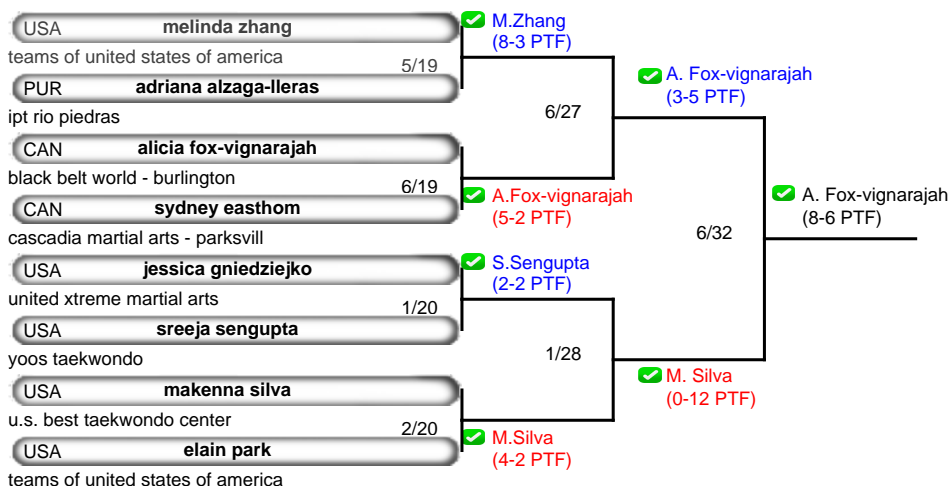 USA melinda zhang
teams of united states of america
5/19
PUR adriana alzaga-lleras
ipt rio piedras
CAN alicia fox-vignarajah
black belt world - burlington
6/19
CAN sydney easthom
cascadia martial arts - parksvill
USA jessica gniedziejko
united xtreme martial arts
1/20
USA sreeja sengupta
yoos taekwondo
USA makenna silva
u.s. best taekwondo center
2/20
USA elain park
teams of united states of america
M.Zhang
(8-3 PTF)
6/27
A.Fox-vignarajah
(5-2 PTF)
S.Sengupta
(2-2 PTF)
1/28
M.Silva
(4-2 PTF)
A. Fox-vignarajah
(3-5 PTF)
6/32
M. Silva
(0-12 PTF)
A. Fox-vignarajah
(8-6 PTF)